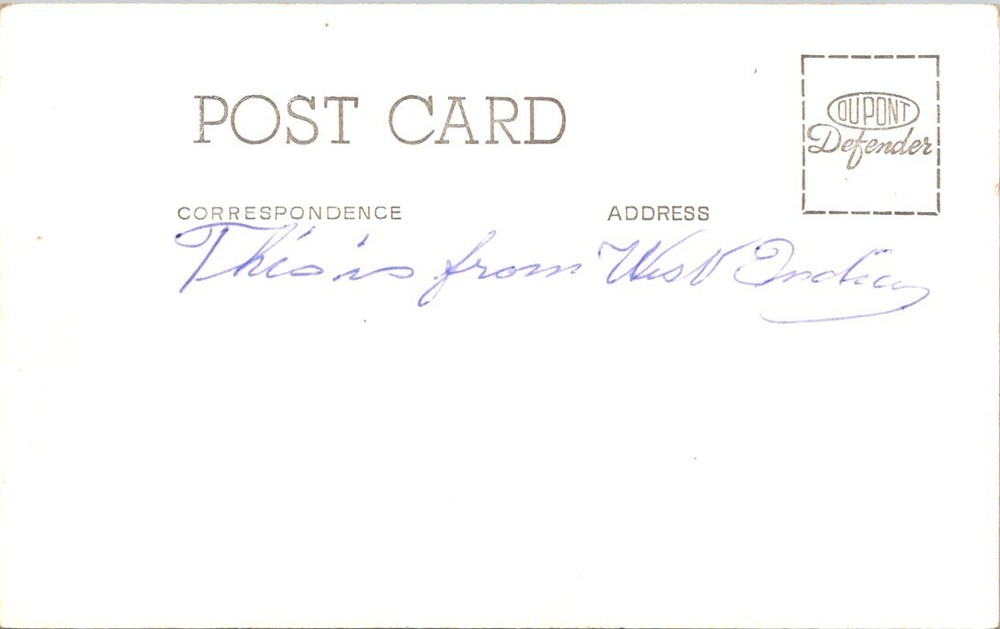 POST CARD
DUPONT
Defender
CORRESPONDENCE ADDRESS
This is from West Indies